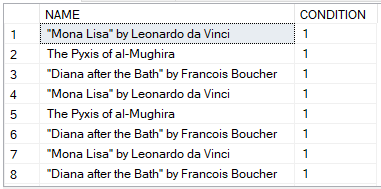 NAME CONDITION
1 "Mona Lisa" by Leonardo da Vinci 1
2 The Pyxis of al-Mughira 1
3 "Diana after the Bath" by Francois Boucher 1
4 "Mona Lisa" by Leonardo da Vinci 1
5 The Pyxis of al-Mughira 1
6 "Diana after the Bath" by Francois Boucher 1
7 "Mona Lisa" by Leonardo da Vinci 1
8 "Diana after the Bath" by Francois Boucher 1